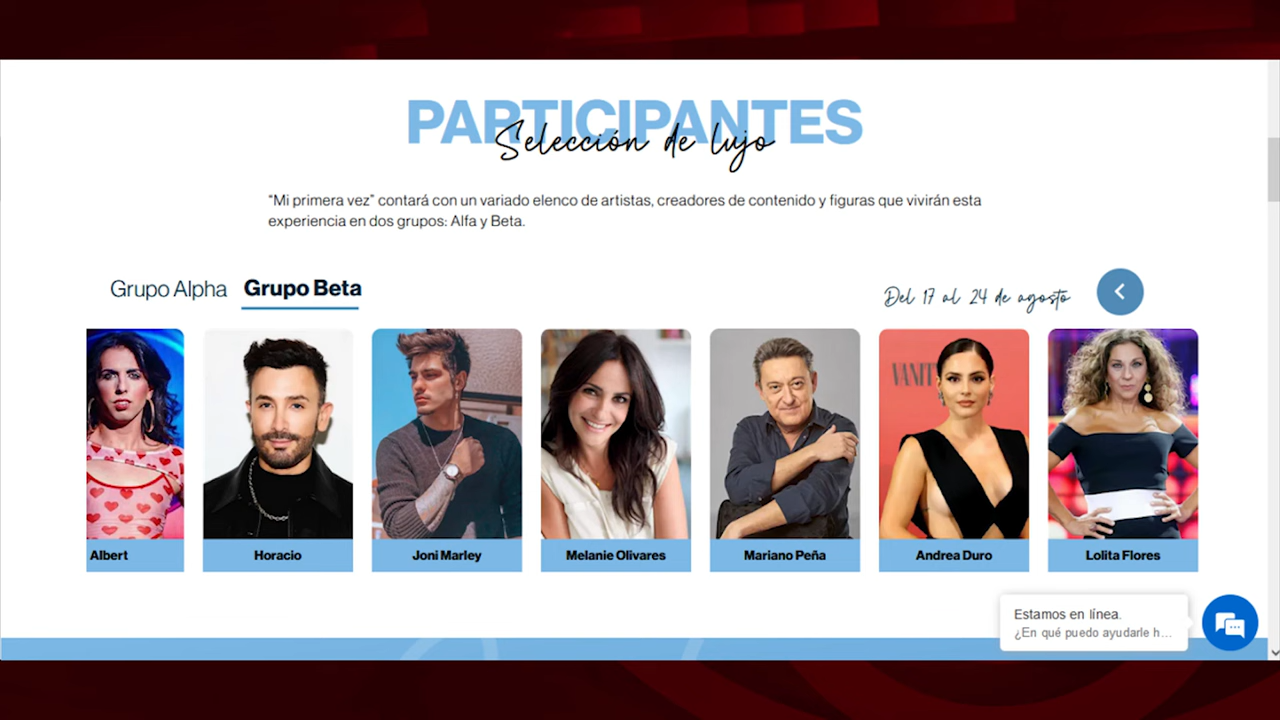 PARTICIPANTES
Selección de lujo
“Mi primera vez” contará con un variado elenco de artistas, creadores de contenido y figuras que vivirán esta
experiencia en dos grupos: Alfa y Beta.
Grupo Alpha Grupo Beta
Del 17 al 24 de agosto
VANIT
Albert
Horacio
Joni Marley
Melanie Olivares
Mariano Peña
Andrea Duro
Lolita Flores
Estamos en línea.
¿En qué puedo ayudarle h...